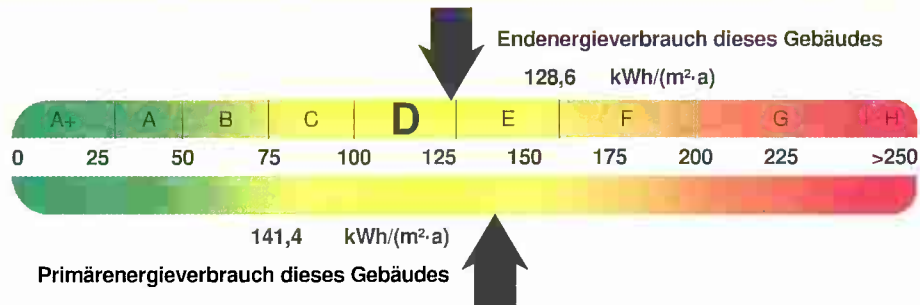 Endenergieverbrauch dieses Gebäudes
128,6 kWh/(m²·a)
A+ A B C D E F G H
0 25 50 75 100 125 150 175 200 225 >250
141,4 kWh/(m²·a)
Primärenergieverbrauch dieses Gebäudes